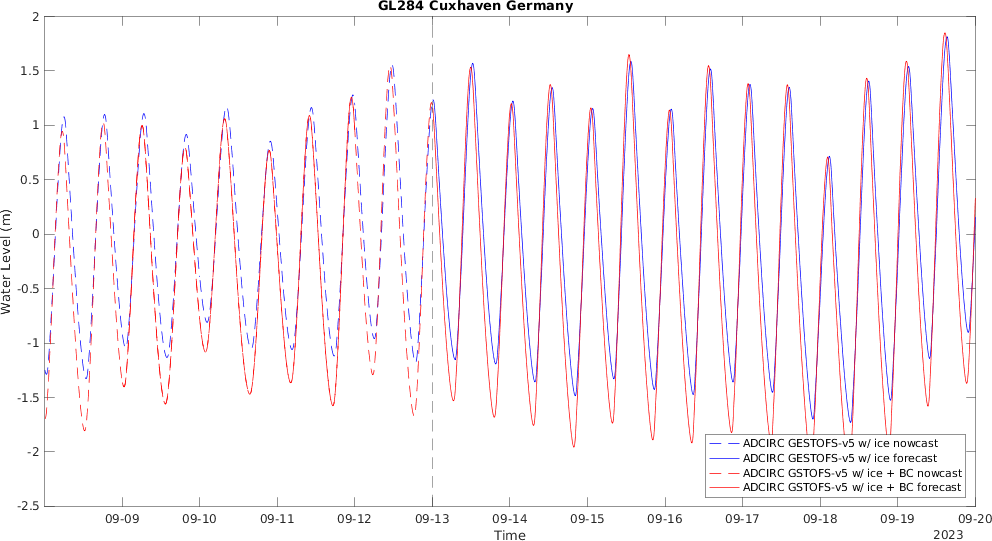 GL284 Cuxhaven Germany
2
1.5
1
0.5
0
-0.5
-1
-1.5
-2
-2.5
Water Level (m)
09-09 09-10 09-11 09-12 09-13 09-14 09-15 09-16 09-17 09-18 09-19 09-20
Time
2023
ADCIRC GESTOFS-v5 w/ ice nowcast
ADCIRC GESTOFS-v5 w/ ice forecast
ADCIRC GSTOFS-v5 w/ ice + BC nowcast
ADCIRC GSTOFS-v5 w/ ice + BC forecast